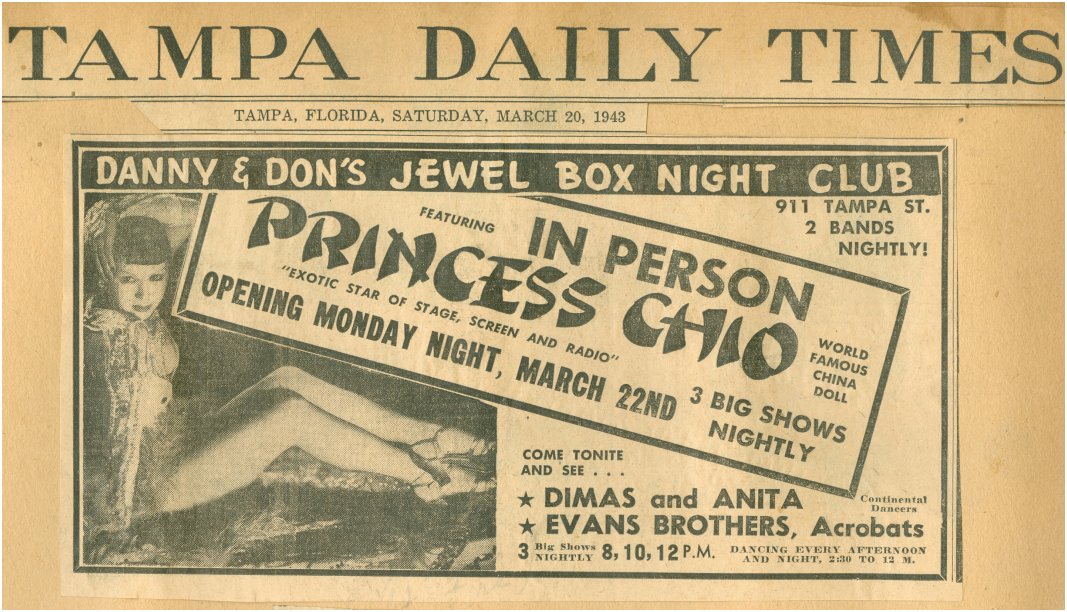 TAMPA DAILY TIMES
TAMPA, FLORIDA, SATURDAY, MARCH 20, 1943
DANNY & DON'S JEWEL BOX NIGHT CLUB
911 TAMPA ST.
2 BANDS
NIGHTLY!
FEATURING
IN PERSON
PRINCESS CHIO
"EXOTIC STAR OF STAGE, SCREEN AND RADIO"
WORLD
FAMOUS
CHINA
DOLL
OPENING MONDAY NIGHT, MARCH 22ND
3 BIG SHOWS
NIGHTLY
COME TONITE
AND SEE . . .
★ DIMAS and ANITA
Continental
Dancers
★ EVANS BROTHERS, Acrobats
3 Big Shows
NIGHTLY
8, 10, 12 P.M.
DANCING EVERY AFTERNOON
AND NIGHT, 2:30 TO 12 M.